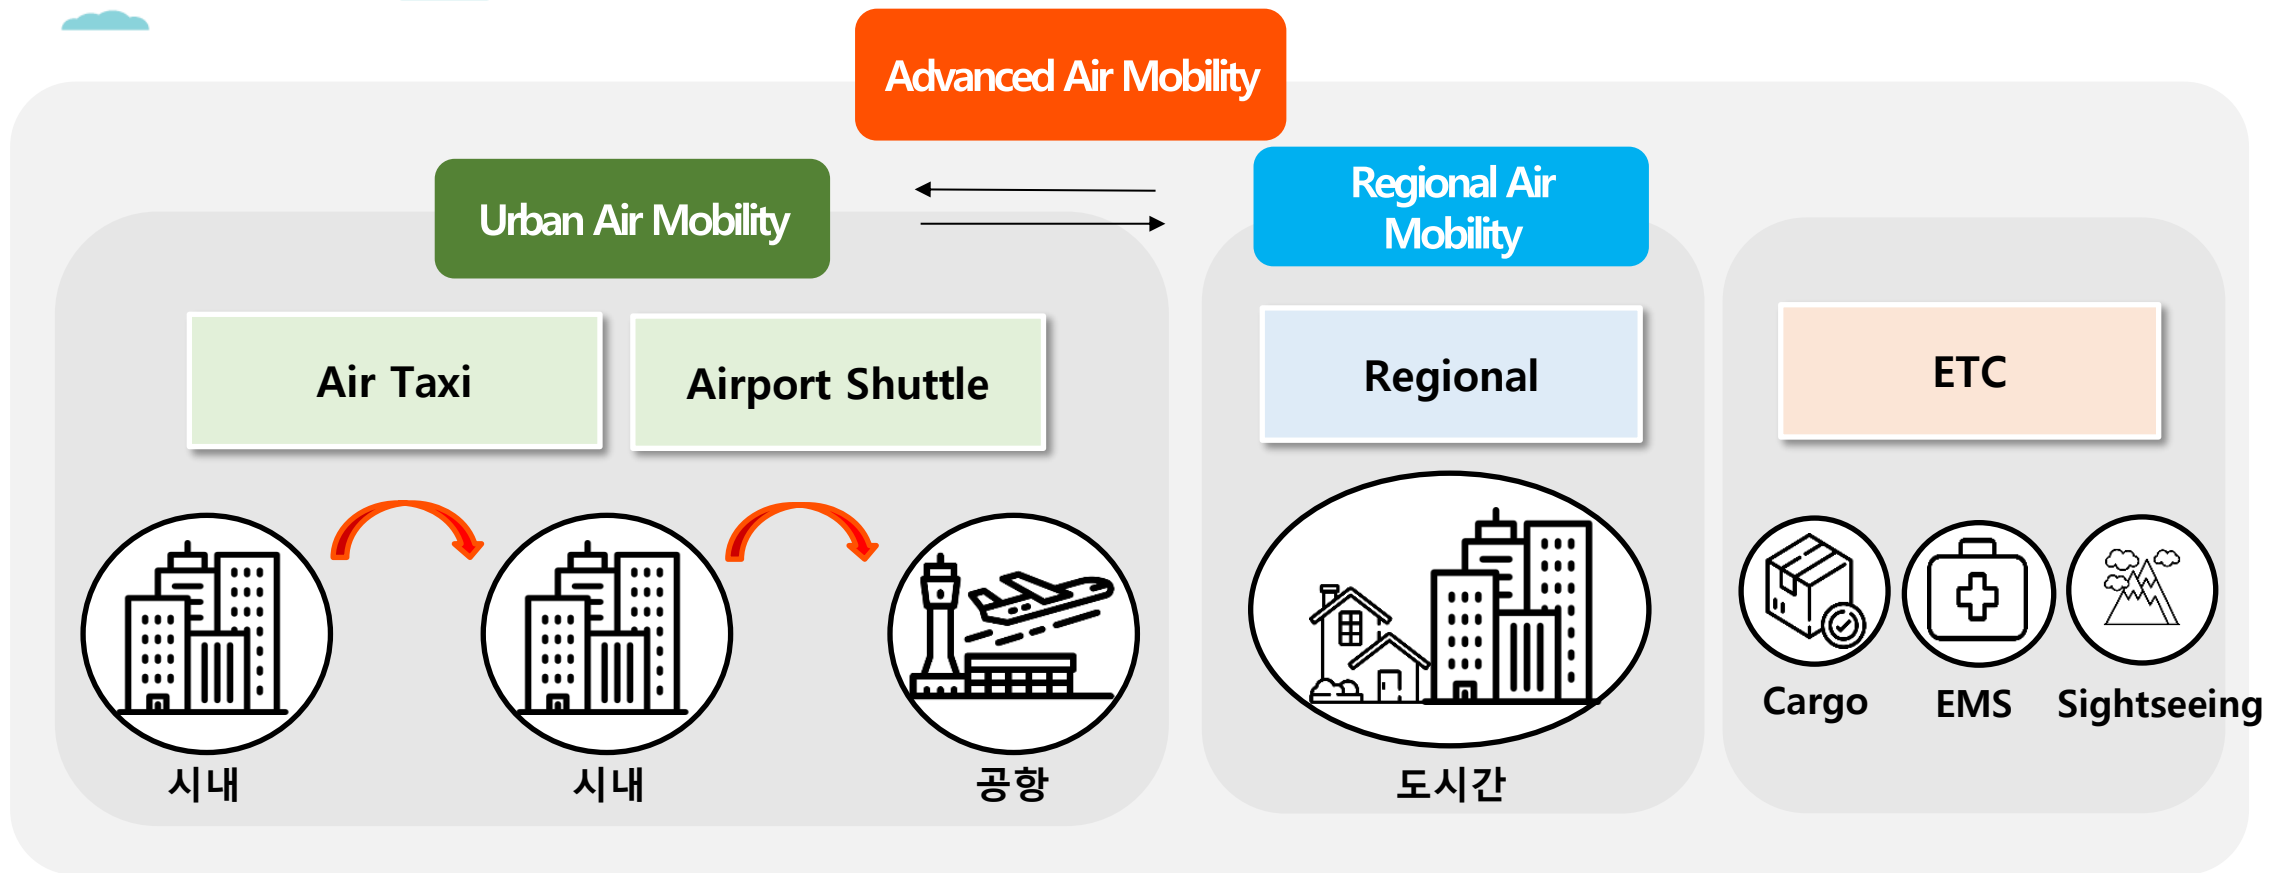 Advanced Air Mobility
Urban Air Mobility
Regional Air
Mobility
Air Taxi
Airport Shuttle
Regional
ETC
시내
시내
공항
도시간
Cargo
EMS
Sightseeing